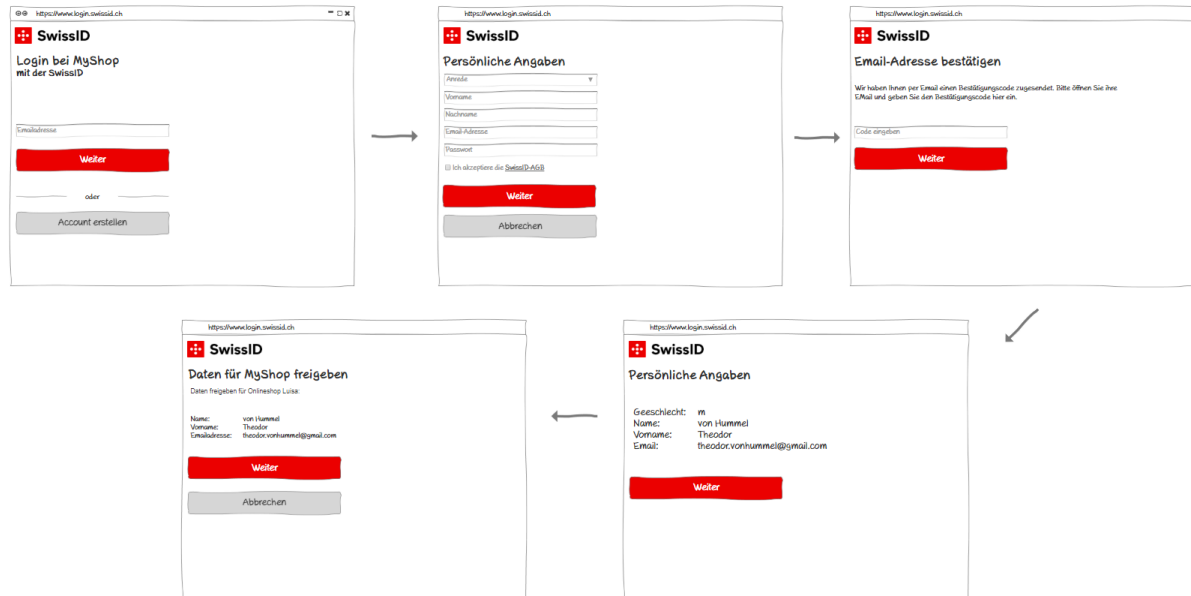 https://www.login.swissid.ch
SwissID
Login bei MyShop
mit der SwissID
Emailadresse
Weiter
oder
Account erstellen
https://www.login.swissid.ch
SwissID
Persönliche Angaben
Anrede
Vorname
Nachname
Email-Adresse
Passwort
Ich akzeptiere die SwissID-AGB
Weiter
Abbrechen
https://www.login.swissid.ch
SwissID
Email-Adresse bestätigen
Wir haben Ihnen per Email einen Bestätigungscode zugesendet. Bitte öffnen Sie ihre
EMail und geben Sie den Bestätigungscode hier ein.
Code eingeben
Weiter
https://www.login.swissid.ch
SwissID
Persönliche Angaben
Geeschlecht: m
Name: von Hummel
Vorname: Theodor
Email: theodor.vonhummel@gmail.com
Weiter
https://www.login.swissid.ch
SwissID
Daten für MyShop freigeben
Daten freigeben für Onlineshop Luisa:
Name: von Hummel
Vorname: Theodor
Emailadresse: theodor.vonhummel@gmail.com
Weiter
Abbrechen